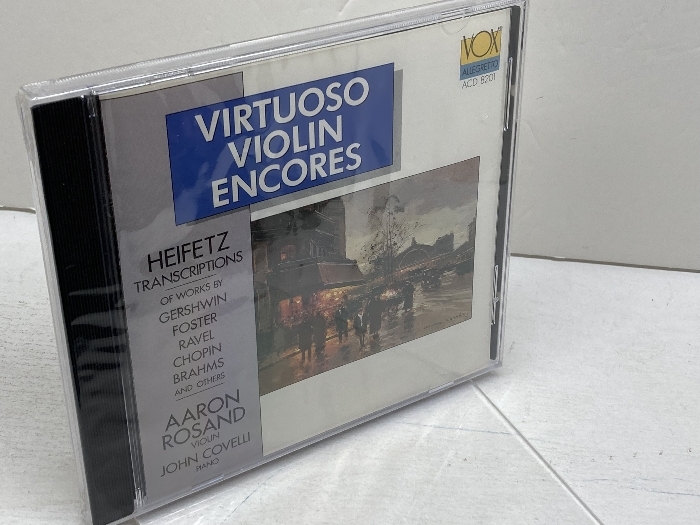 VOX
ALLEGRETTO
ACD 8201
VIRTUOSO
VIOLIN
ENCORES
HEIFETZ
TRANSCRIPTIONS
OF WORKS BY
GERSHWIN
FOSTER
RAVEL
CHOPIN
BRAHMS
AND OTHERS
AARON
ROSAND
VIOLIN
JOHN COVELLI
PIANO